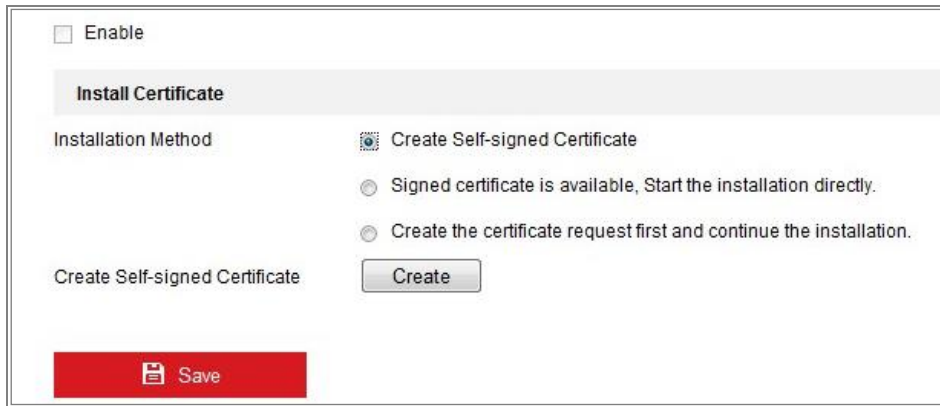 Enable
Install Certificate
Installation Method
Create Self-signed Certificate
Signed certificate is available, Start the installation directly.
Create the certificate request first and continue the installation.
Create Self-signed Certificate
Create
Save